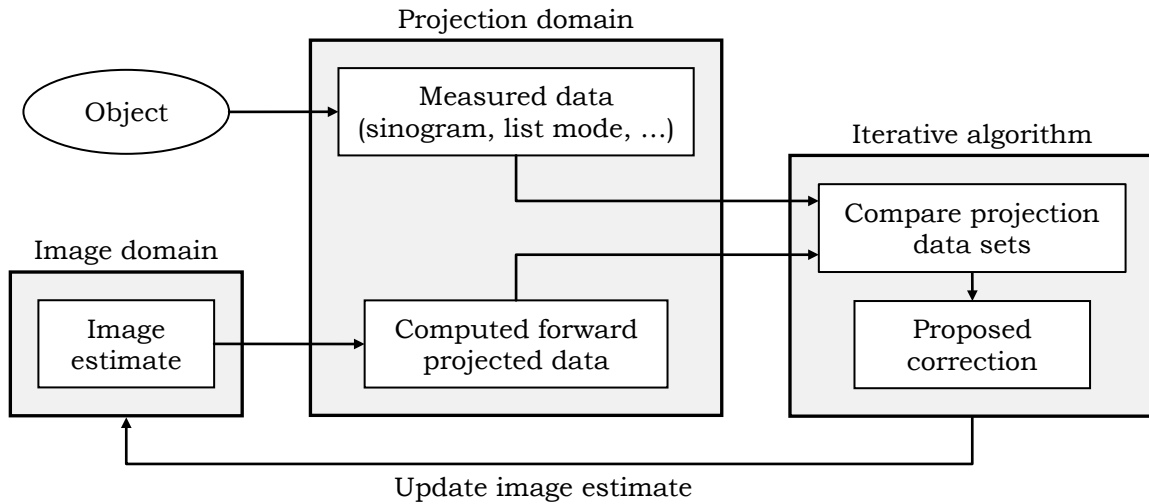 Projection domain
Object
Measured data
(sinogram, list mode, …)
Iterative algorithm
Compare projection
data sets
Image domain
Image
estimate
Computed forward
projected data
Proposed
correction
Update image estimate